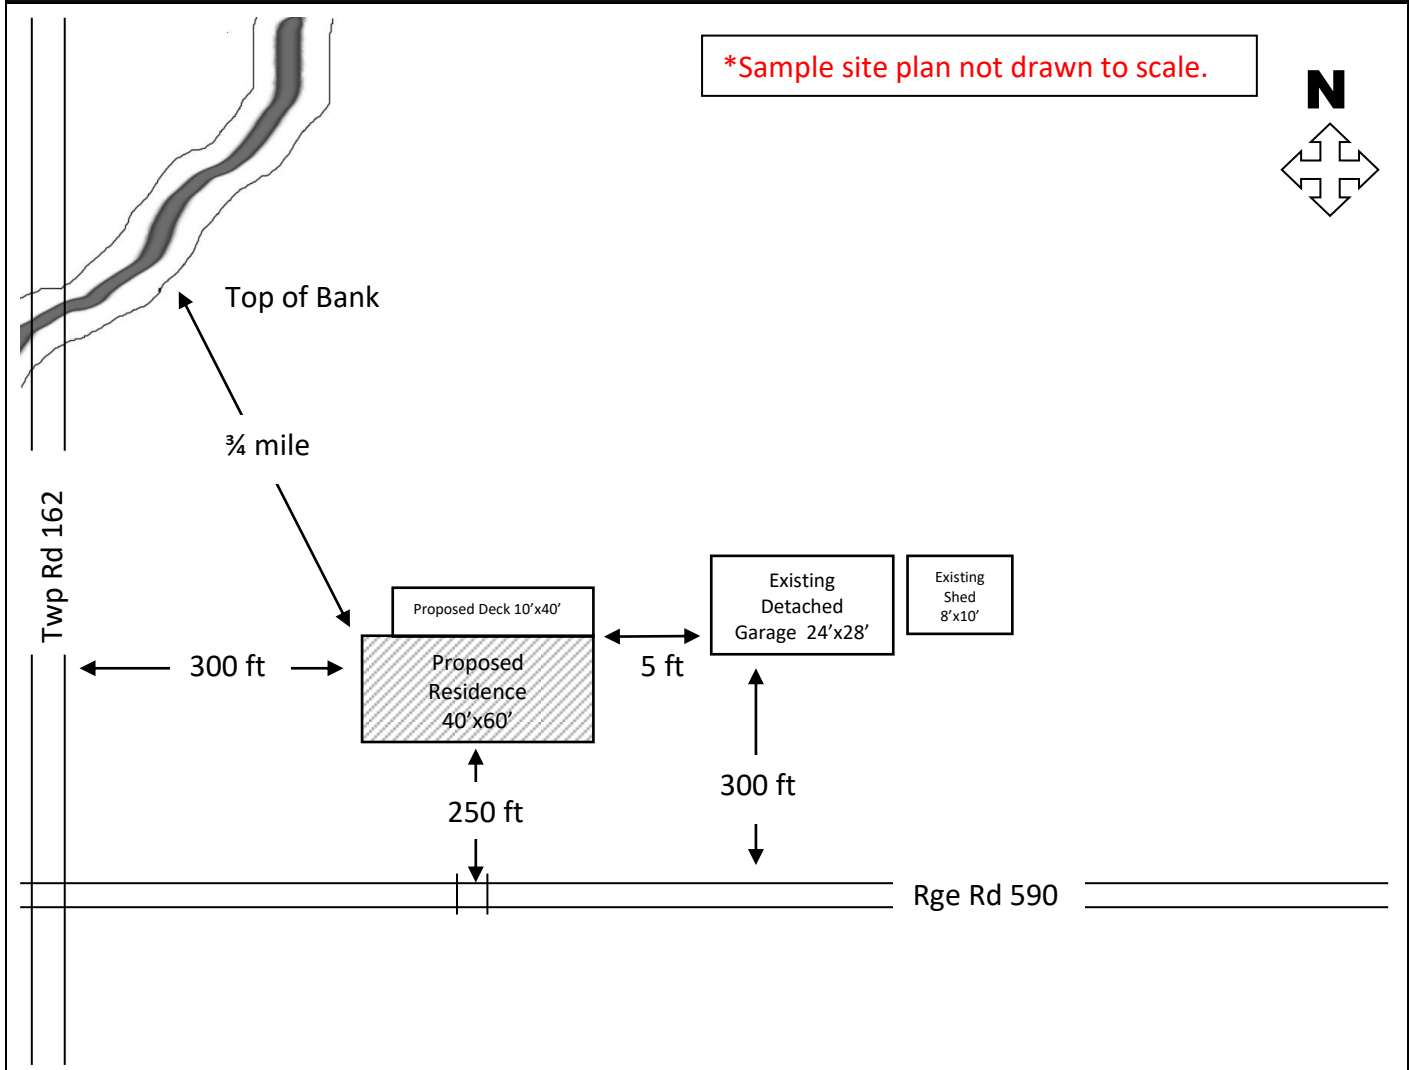 *Sample site plan not drawn to scale.
N
Top of Bank
¾ mile
Twp Rd 162
Proposed Deck 10’x40’
Existing
Detached
Garage 24’x28’
Existing
Shed
8’x10’
300 ft
Proposed
Residence
40’x60’
5 ft
250 ft
300 ft
Rge Rd 590